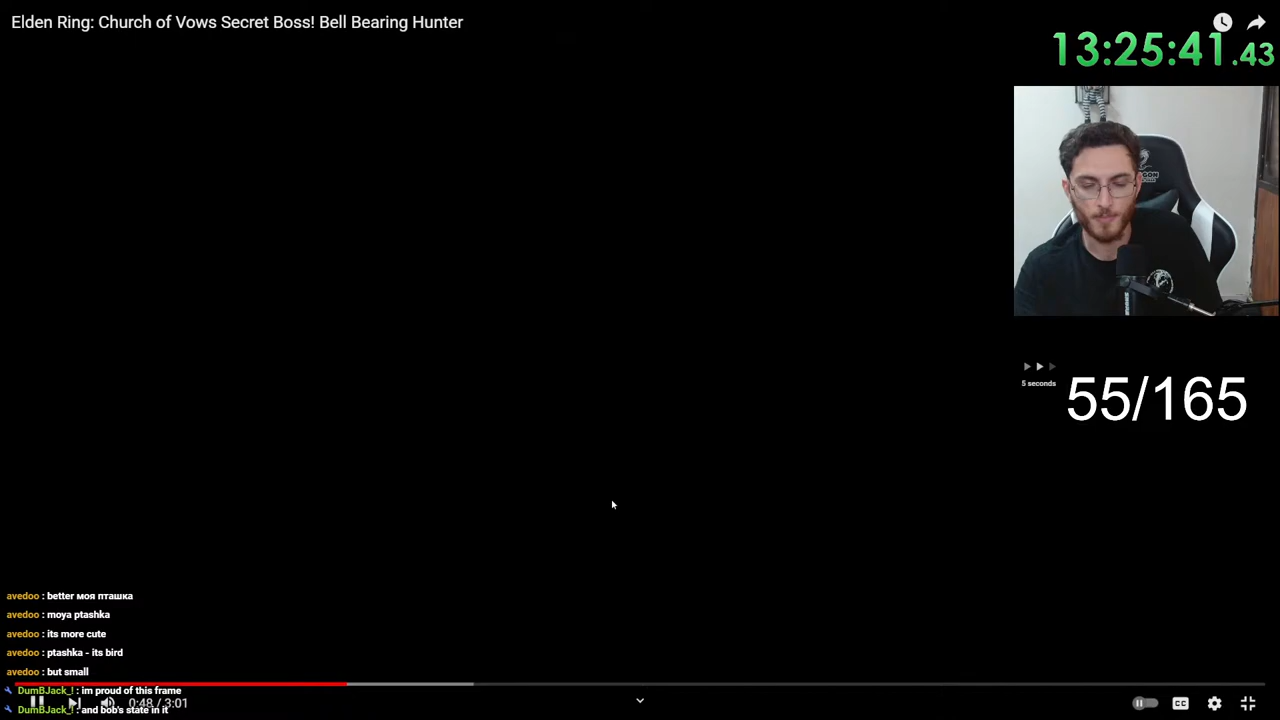 Elden Ring: Church of Vows Secret Boss! Bell Bearing Hunter
13:25:41.43
5 seconds
55/165
avedoo : better моя пташка
avedoo : moya ptashka
avedoo : its more cute
avedoo : ptashka - its bird
avedoo : but small
DumBJack_! : im proud of this frame
DumBJack_! : and bob's state in it
0:48 / 3:01
CC